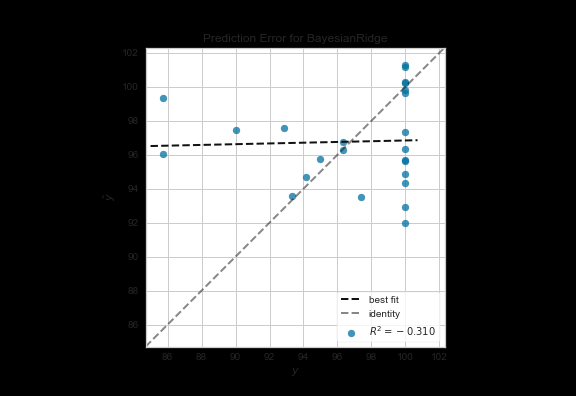 Prediction Error for BayesianRidge
102
100
98
96
94
92
90
88
86
ŷ
86 88 90 92 94 96 98 100 102
y
best fit
identity
R² = −0.310